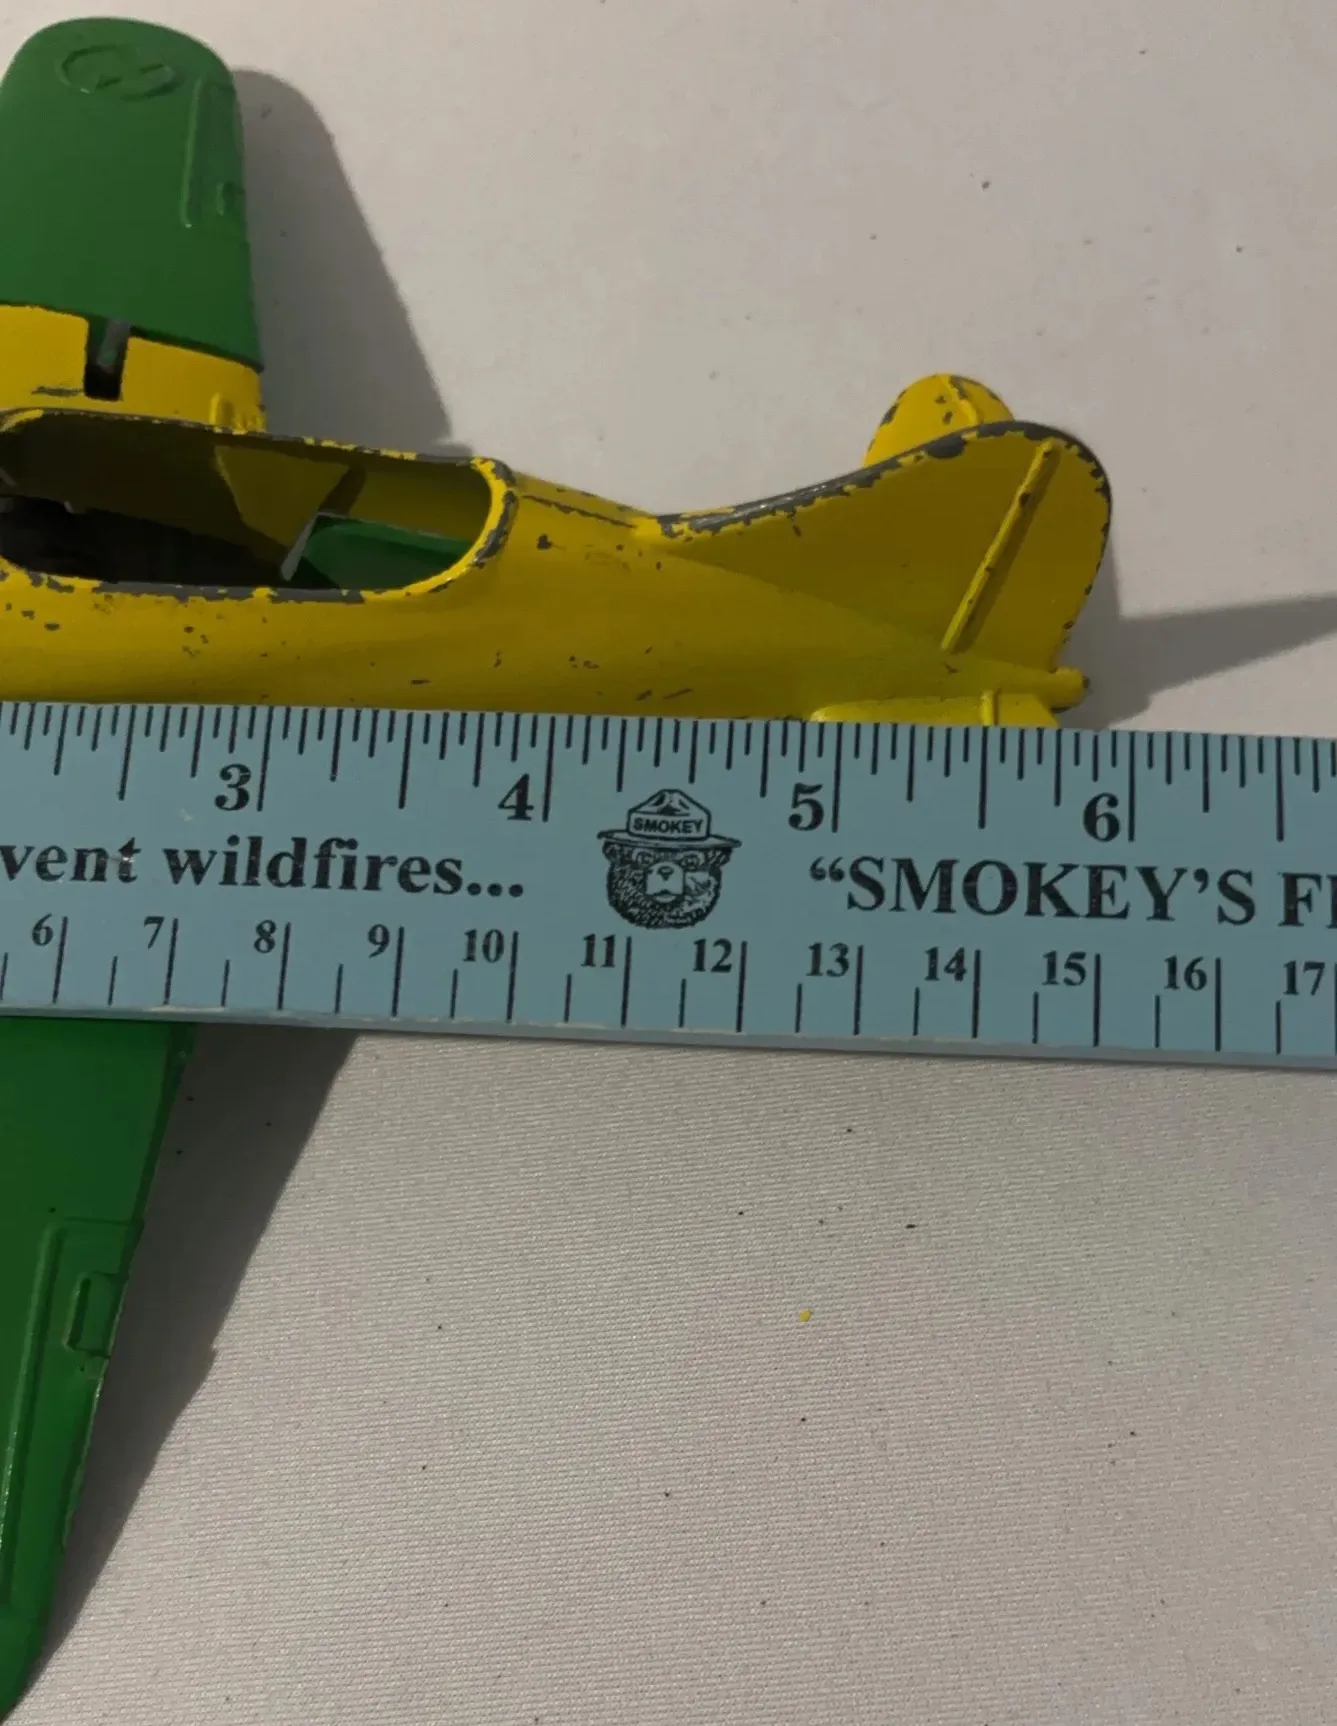 3 4 5 6
SMOKEY
vent wildfires... “SMOKEY’S F
6 7 8 9 10 11 12 13 14 15 16 17